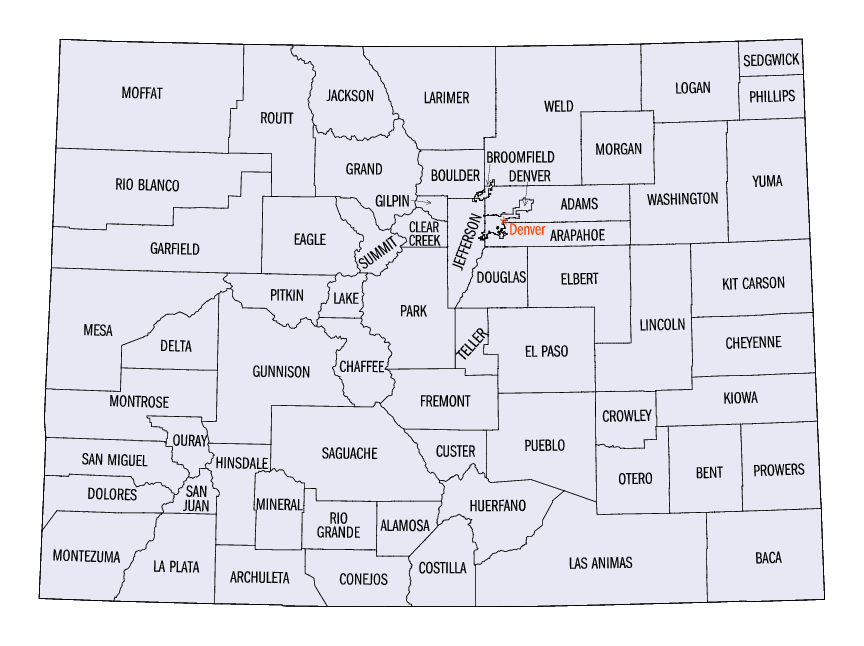 SEDGWICK
MOFFAT
JACKSON
LARIMER
LOGAN
PHILLIPS
ROUTT
WELD
MORGAN
BROOMFIELD
GRAND
BOULDER
DENVER
RIO BLANCO
YUMA
WASHINGTON
GILPIN
ADAMS
CLEAR
CREEK
JEFFERSON
Denver
ARAPAHOE
EAGLE
GARFIELD
SUMMIT
DOUGLAS
ELBERT
KIT CARSON
PITKIN
LAKE
PARK
LINCOLN
MESA
DELTA
TELLER
EL PASO
CHEYENNE
GUNNISON
CHAFFEE
MONTROSE
FREMONT
KIOWA
CROWLEY
OURAY
SAGUACHE
CUSTER
PUEBLO
SAN MIGUEL
HINSDALE
OTERO
BENT
PROWERS
DOLORES
SAN
JUAN
MINERAL
HUERFANO
RIO
GRANDE
ALAMOSA
MONTEZUMA
LA PLATA
ARCHULETA
CONEJOS
COSTILLA
LAS ANIMAS
BACA